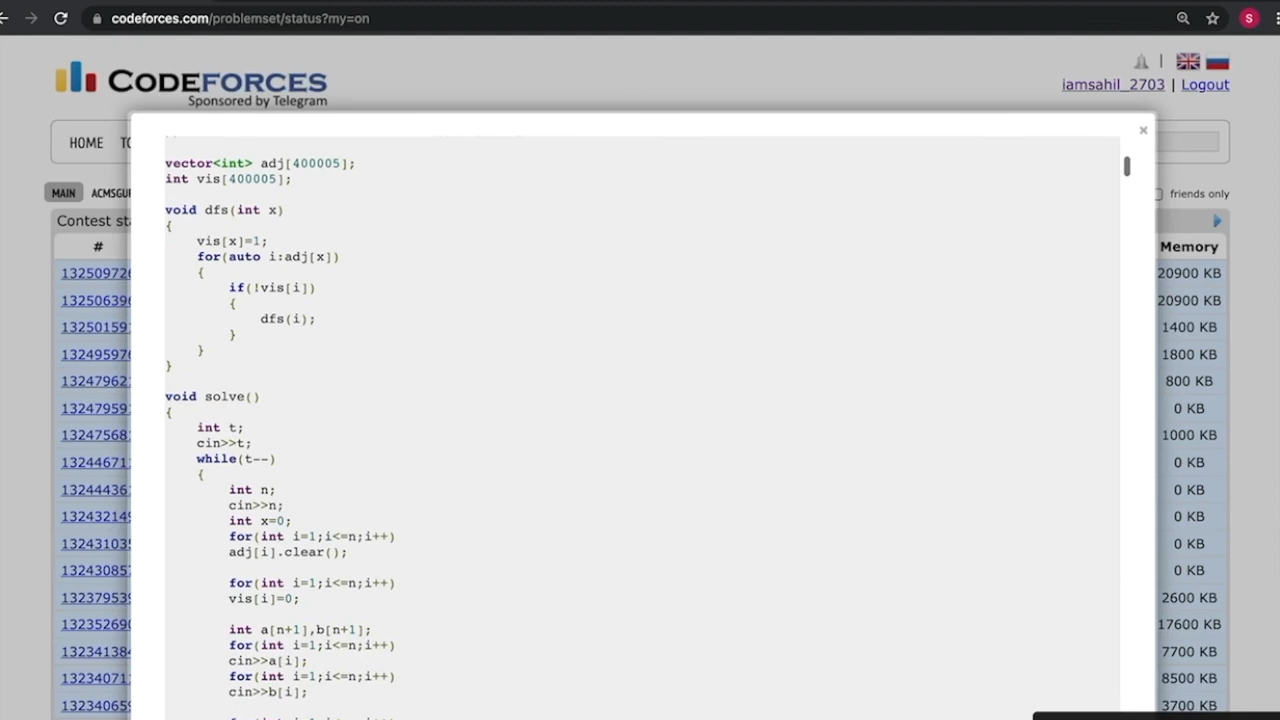 codeforces.com/problemset/status?my=on
S
CODEFORCES
Sponsored by Telegram
iamsahil_2703 | Logout
HOME
×
MAIN
friends only
#
Memory
vector<int> adj[400005];
int vis[400005];
void dfs(int x)
{
vis[x]=1;
for(auto i:adj[x])
{
if(!vis[i])
{
dfs(i);
}
}
}
void solve()
{
int t;
cin>>t;
while(t--)
{
int n;
cin>>n;
int x=0;
for(int i=1;i<=n;i++)
adj[i].clear();
for(int i=1;i<=n;i++)
vis[i]=0;
int a[n+1],b[n+1];
for(int i=1;i<=n;i++)
cin>>a[i];
for(int i=1;i<=n;i++)
cin>>b[i];
20900 KB
20900 KB
1400 KB
1800 KB
800 KB
0 KB
1000 KB
0 KB
0 KB
0 KB
0 KB
0 KB
2600 KB
17600 KB
7700 KB
8500 KB
3700 KB